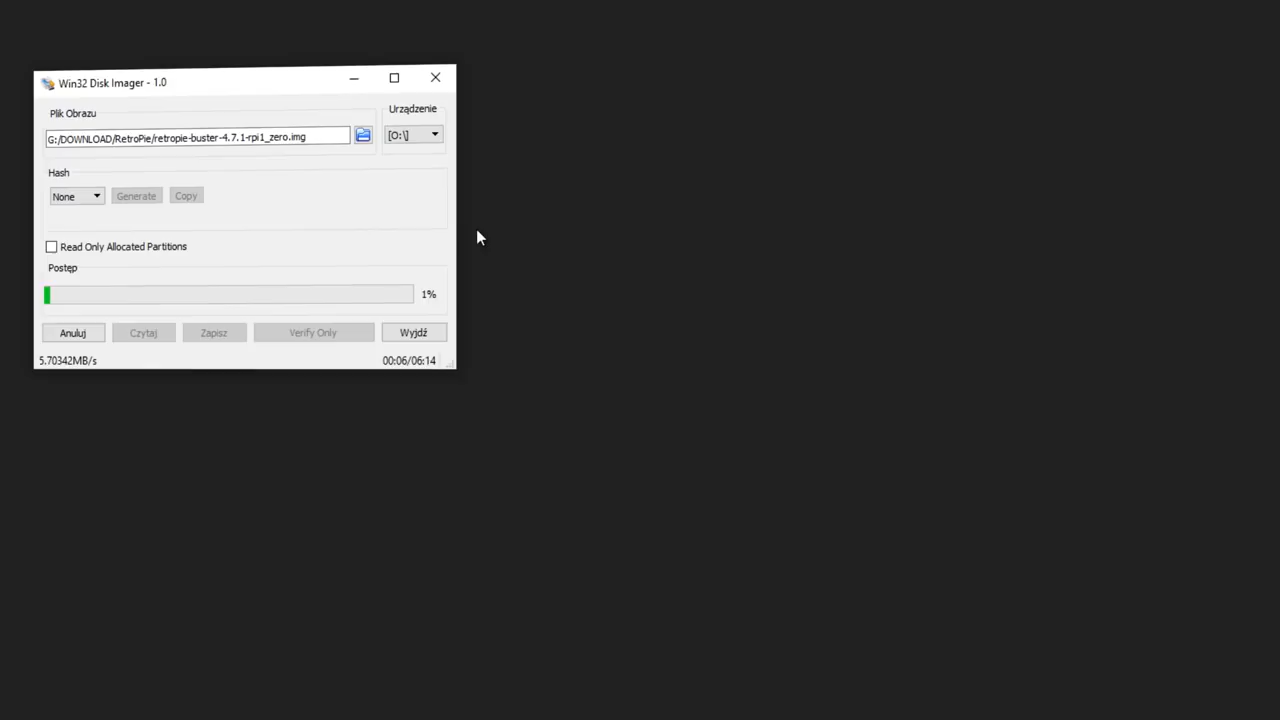 Win32 Disk Imager - 1.0
Plik Obrazu
Urządzenie
G:/DOWNLOAD/RetroPie/retropie-buster-4.7.1-rpi1_zero.img
[O:\]
Hash
None
Generate
Copy
Read Only Allocated Partitions
Postęp
1%
Anuluj
Czytaj
Zapisz
Verify Only
Wyjdź
5.70342MB/s
00:06/06:14